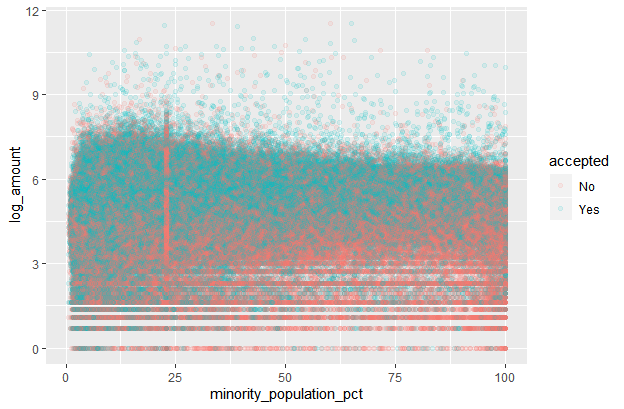 12
9
6
3
0
log_amount
0
25
50
75
100
minority_population_pct
accepted
No
Yes